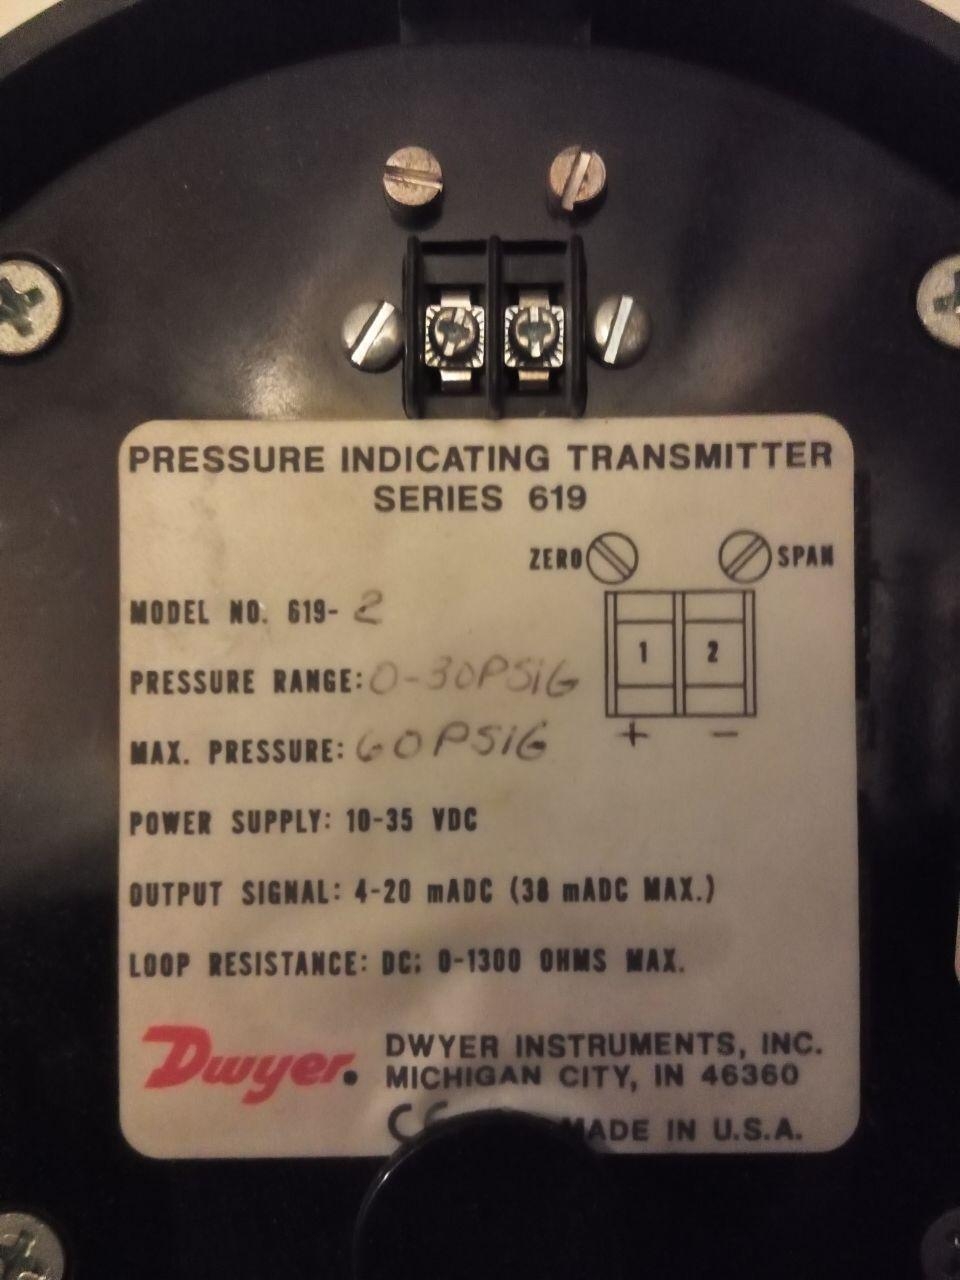 PRESSURE INDICATING TRANSMITTER
SERIES 619
ZERO SPAN
MODEL NO. 619-2
1 2
PRESSURE RANGE: 0-30PSIG
+ -
MAX. PRESSURE: 60PSIG
POWER SUPPLY: 10-35 VDC
OUTPUT SIGNAL: 4-20 mADC (38 mADC MAX.)
LOOP RESISTANCE: DC; 0-1300 OHMS MAX.
Dwyer.
DWYER INSTRUMENTS, INC.
MICHIGAN CITY, IN 46360
CE MADE IN U.S.A.